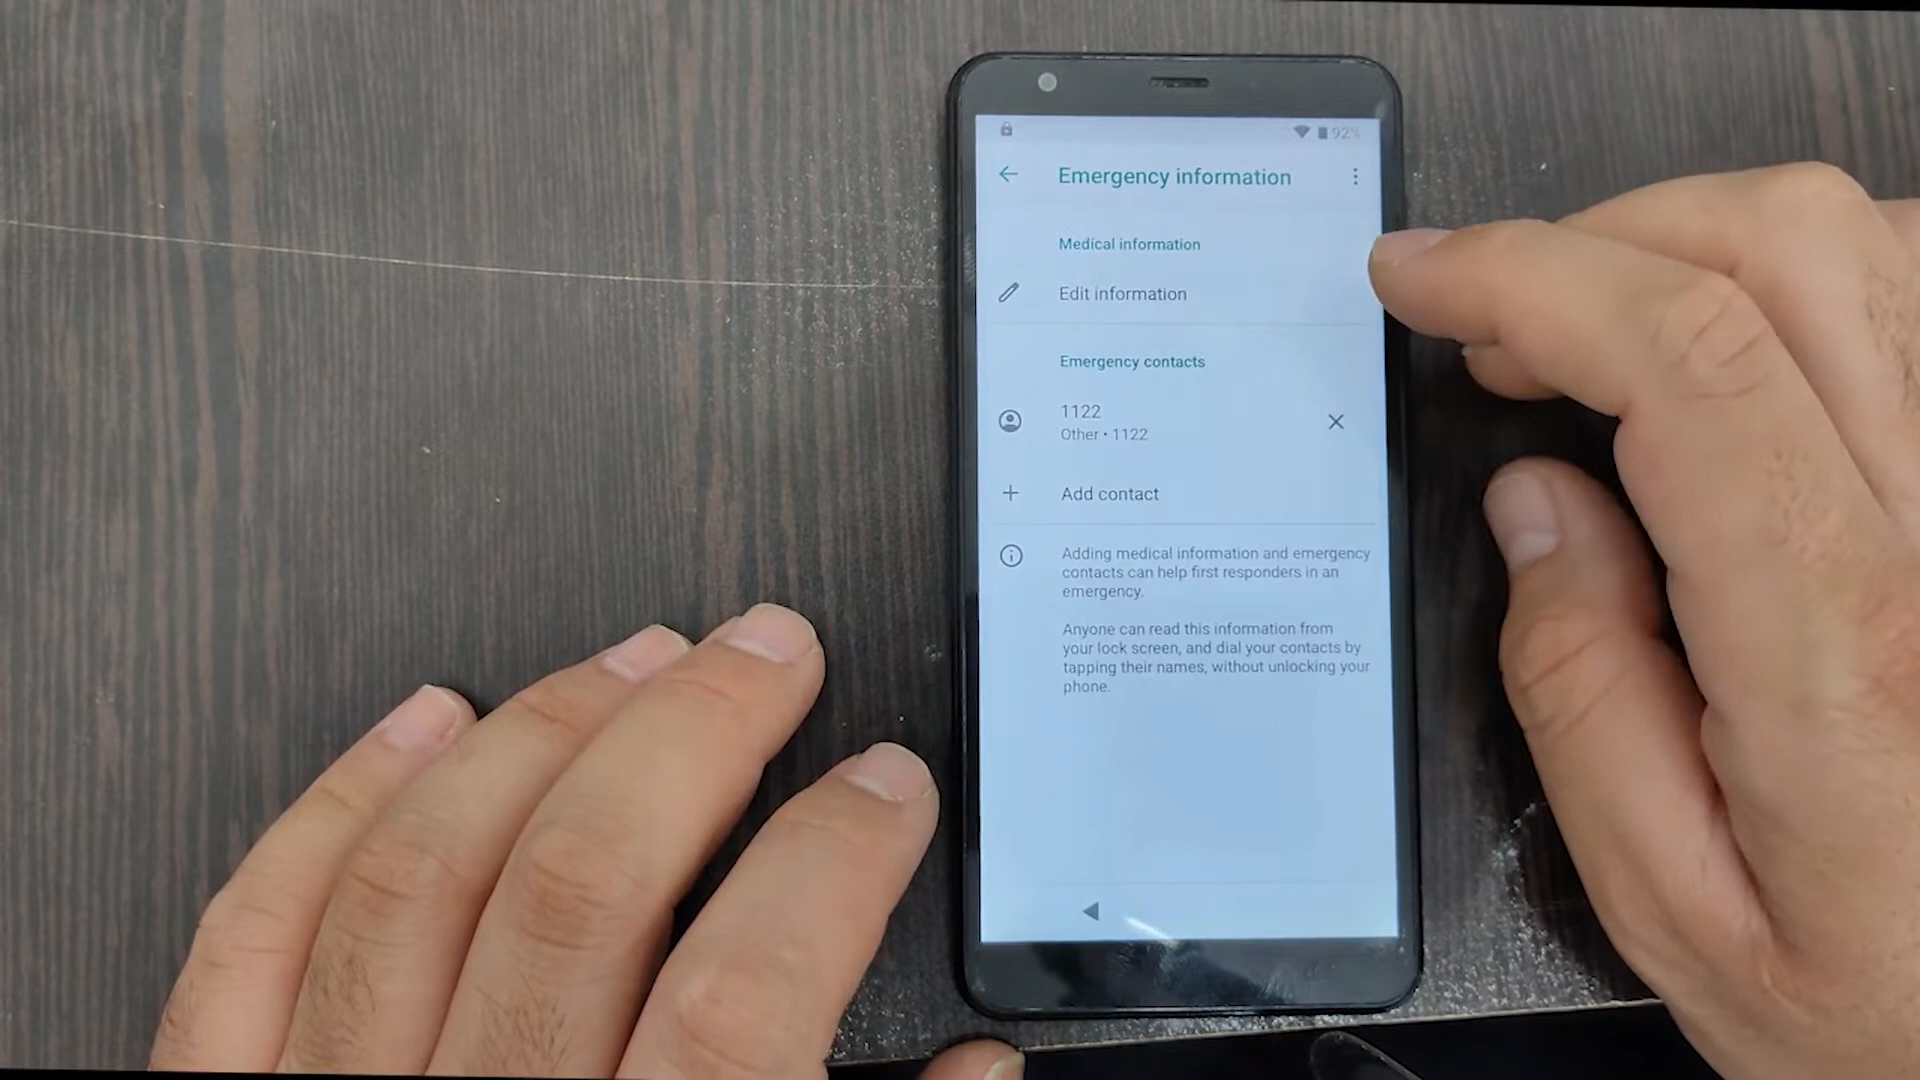 92%
Emergency information
Medical information
Edit information
Emergency contacts
1122
Other • 1122
Add contact
Adding medical information and emergency
contacts can help first responders in an
emergency.
Anyone can read this information from
your lock screen, and dial your contacts by
tapping their names, without unlocking your
phone.